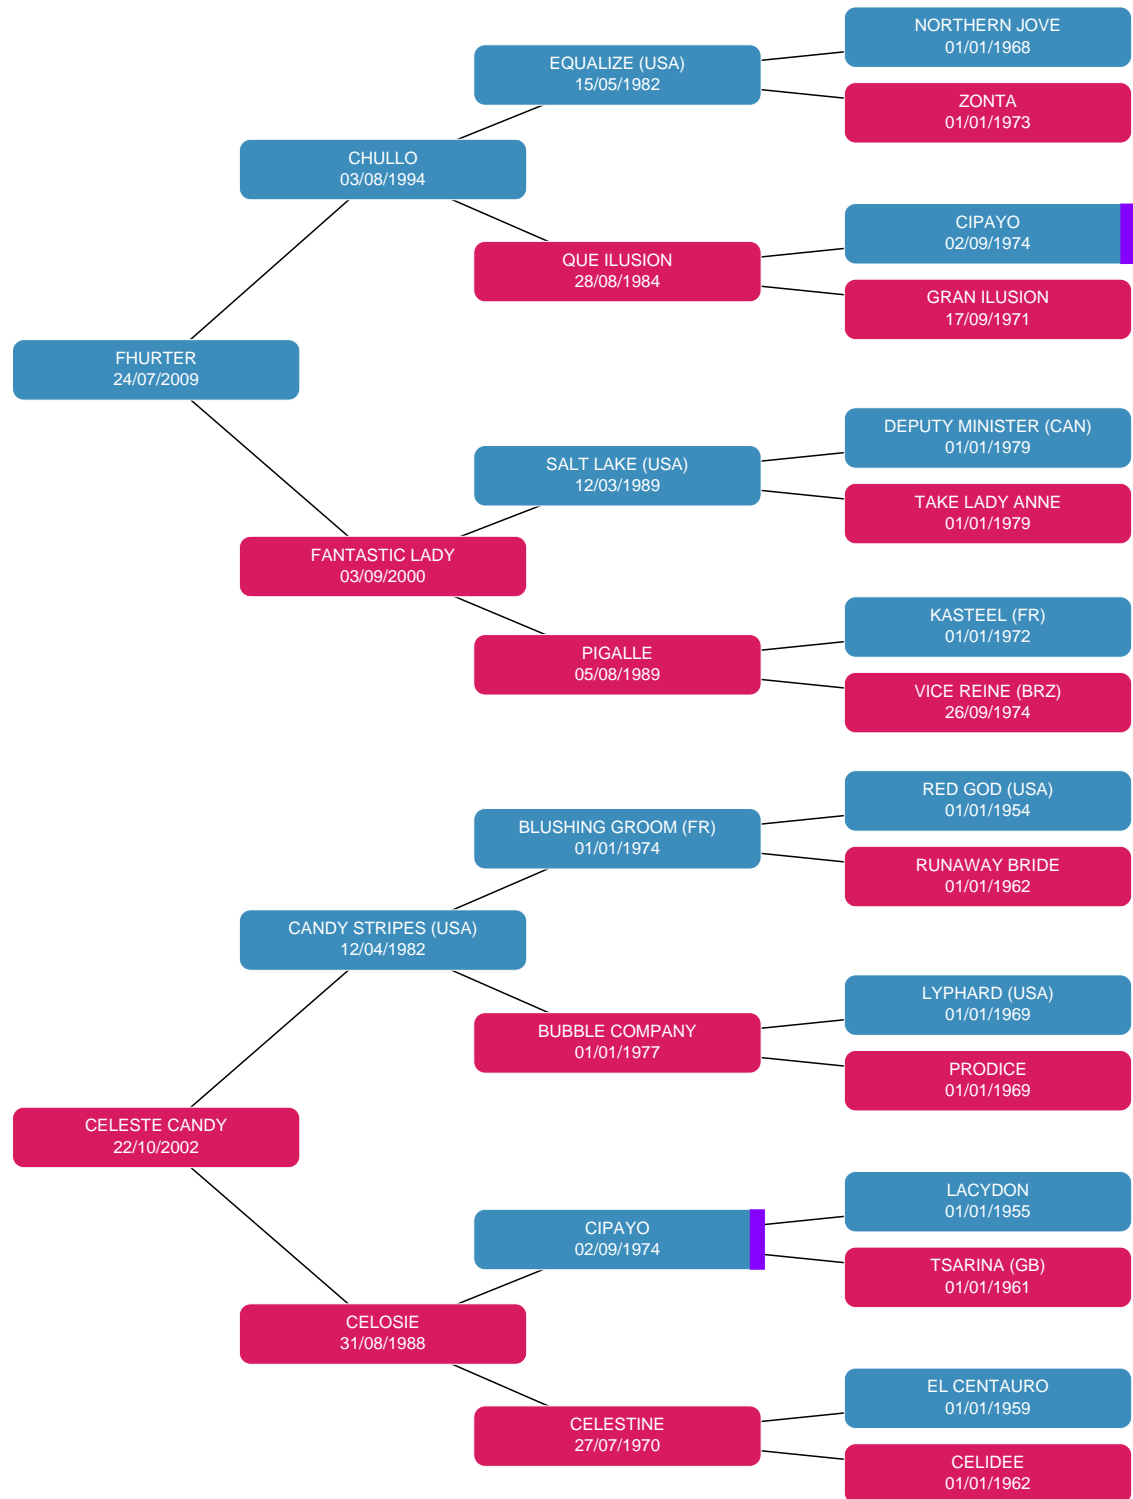 NORTHERN JOVE
01/01/1968
EQUALIZE (USA)
15/05/1982
ZONTA
01/01/1973
CHULLO
03/08/1994
CIPAYO
02/09/1974
QUE ILUSION
28/08/1984
GRAN ILUSION
17/09/1971
FHURTER
24/07/2009
DEPUTY MINISTER (CAN)
01/01/1979
SALT LAKE (USA)
12/03/1989
TAKE LADY ANNE
01/01/1979
FANTASTIC LADY
03/09/2000
KASTEEL (FR)
01/01/1972
PIGALLE
05/08/1989
VICE REINE (BRZ)
26/09/1974
RED GOD (USA)
01/01/1954
BLUSHING GROOM (FR)
01/01/1974
RUNAWAY BRIDE
01/01/1962
CANDY STRIPES (USA)
12/04/1982
LYPHARD (USA)
01/01/1969
BUBBLE COMPANY
01/01/1977
PRODICE
01/01/1969
CELESTE CANDY
22/10/2002
LACYDON
01/01/1955
CIPAYO
02/09/1974
TSARINA (GB)
01/01/1961
CELOSIE
31/08/1988
EL CENTAURO
01/01/1959
CELESTINE
27/07/1970
CELIDEE
01/01/1962